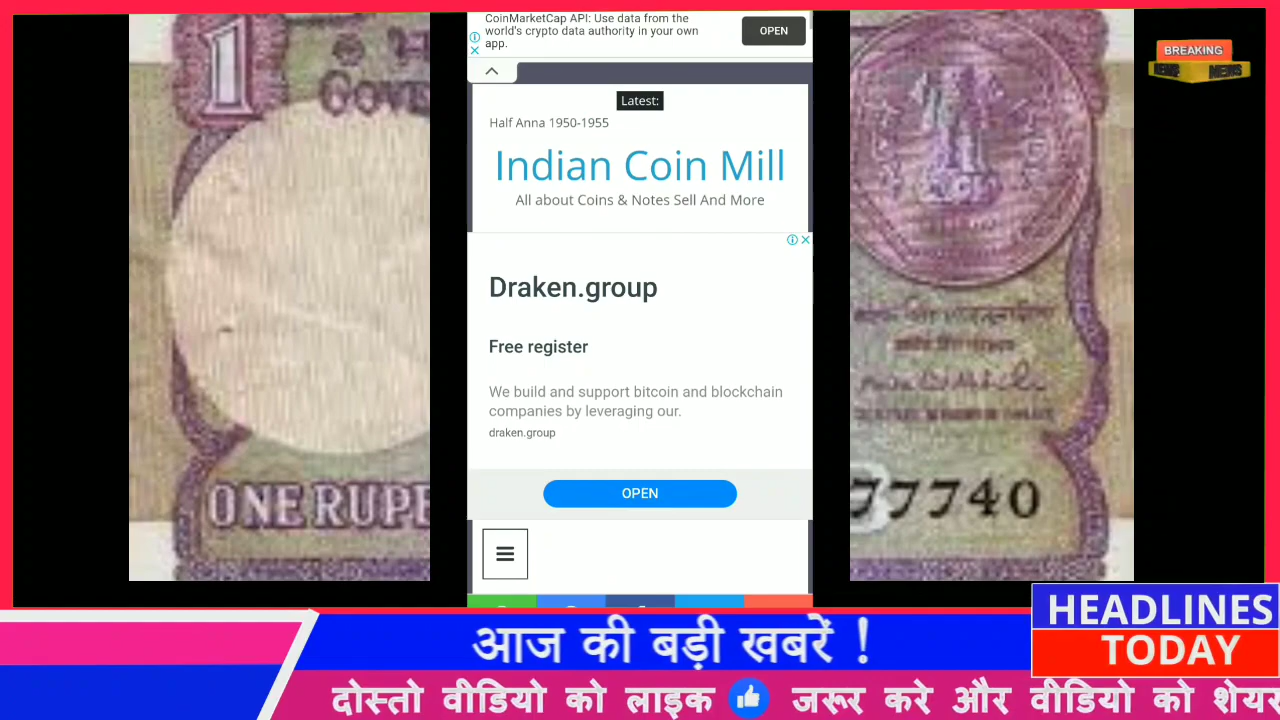 CoinMarketCap API: Use data from the
world's crypto data authority in your own
app.
OPEN
BREAKING
NEWS
1
GOVE
Latest:
Half Anna 1950-1955
Indian Coin Mill
All about Coins & Notes Sell And More
Draken.group
Free register
We build and support bitcoin and blockchain
companies by leveraging our.
draken.group
OPEN
ONE RUPE
77740
HEADLINES
TODAY
आज की बड़ी खबरें !
दोस्तो वीडियो को लाइक जरूर करे और वीडियो को शेयर